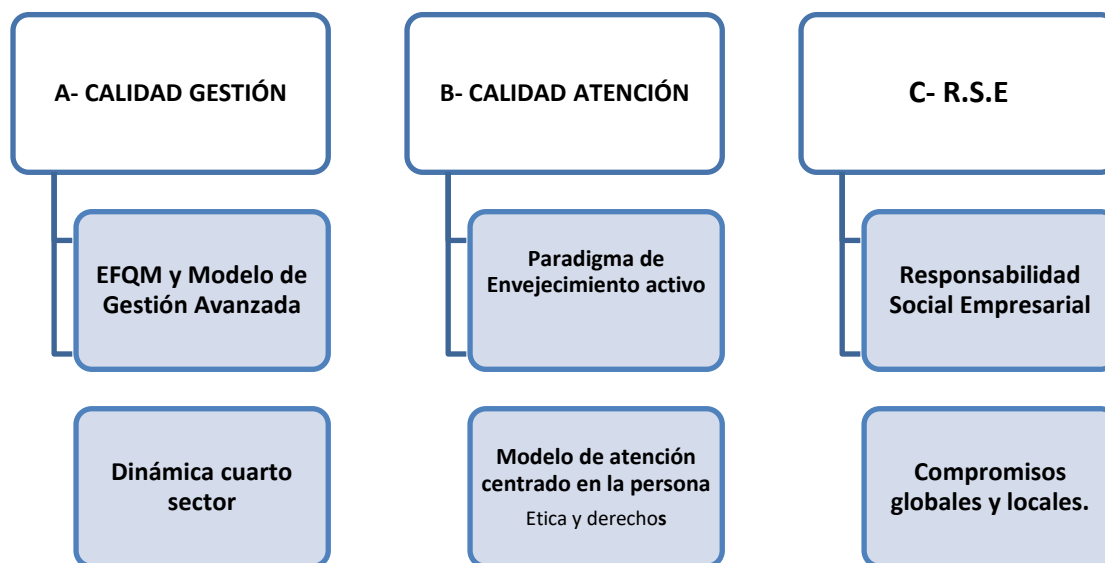 A- CALIDAD GESTIÓN
EFQM y Modelo de
Gestión Avanzada
Dinámica cuarto
sector
B- CALIDAD ATENCIÓN
Paradigma de
Envejecimiento activo
Modelo de atención
centrado en la persona
Etica y derechos
C- R.S.E
Responsabilidad
Social Empresarial
Compromisos
globales y locales.